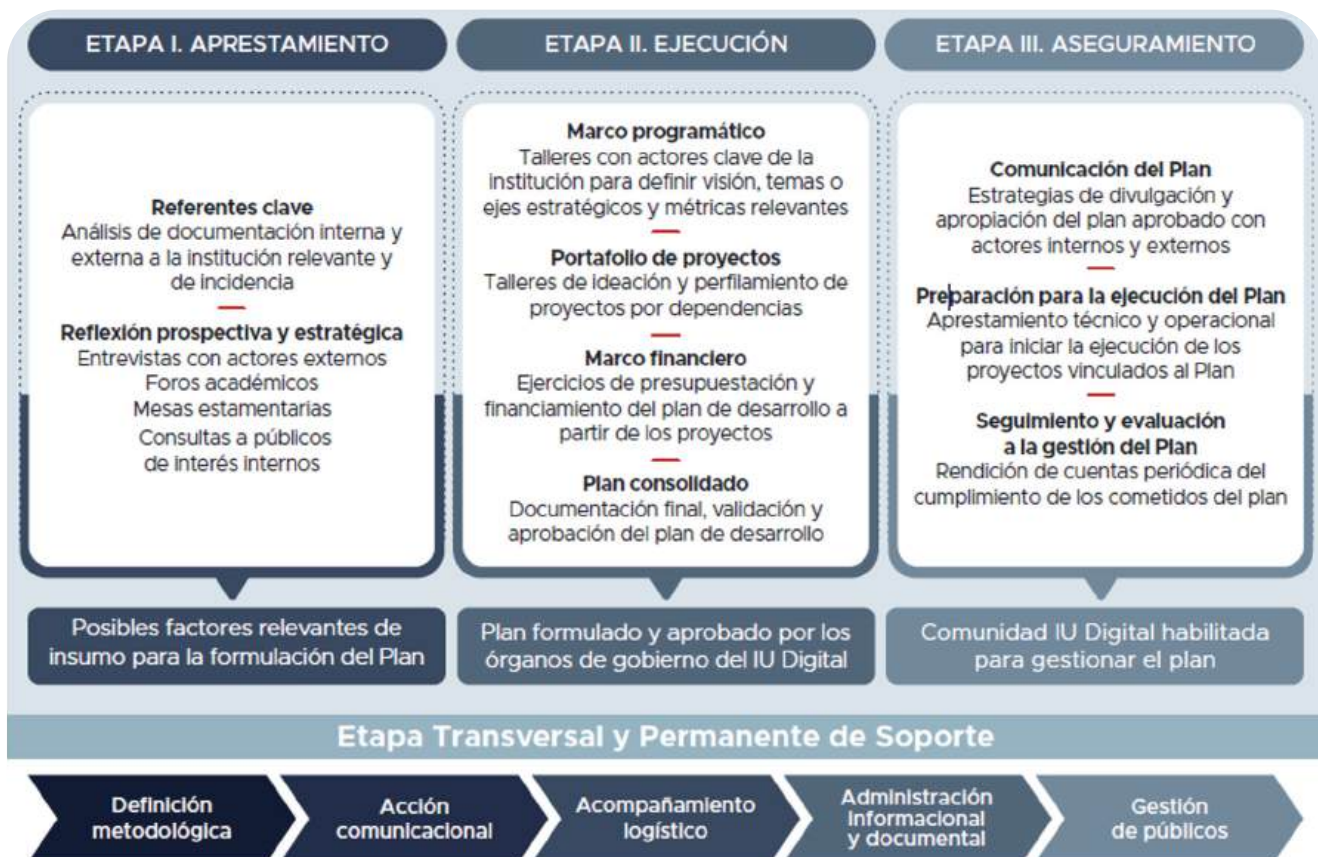 ETAPA I. APRESTAMIENTO
Referentes clave
Análisis de documentación interna y
externa a la institución relevante y
de incidencia
Reflexión prospectiva y estratégica
Entrevistas con actores externos
Foros académicos
Mesas estamentarias
Consultas a públicos
de interés internos
Posibles factores relevantes de
insumo para la formulación del Plan
ETAPA II. EJECUCIÓN
Marco programático
Talleres con actores clave de la
institución para definir visión, temas o
ejes estratégicos y métricas relevantes
Portafolio de proyectos
Talleres de ideación y perfilamiento de
proyectos por dependencias
Marco financiero
Ejercicios de presupuestación y
financiamiento del plan de desarrollo a
partir de los proyectos
Plan consolidado
Documentación final, validación y
aprobación del plan de desarrollo
Plan formulado y aprobado por los
órganos de gobierno del IU Digital
ETAPA III. ASEGURAMIENTO
Comunicación del Plan
Estrategias de divulgación y
apropiación del plan aprobado con
actores internos y externos
Preparación para la ejecución del Plan
Aprestamiento técnico y operacional
para iniciar la ejecución de los
proyectos vinculados al Plan
Seguimiento y evaluación
a la gestión del Plan
Rendición de cuentas periódica del
cumplimiento de los cometidos del plan
Comunidad IU Digital habilitada
para gestionar el plan
Etapa Transversal y Permanente de Soporte
Definición
metodológica
Acción
comunicacional
Acompañamiento
logístico
Administración
informacional
y documental
Gestión
de públicos